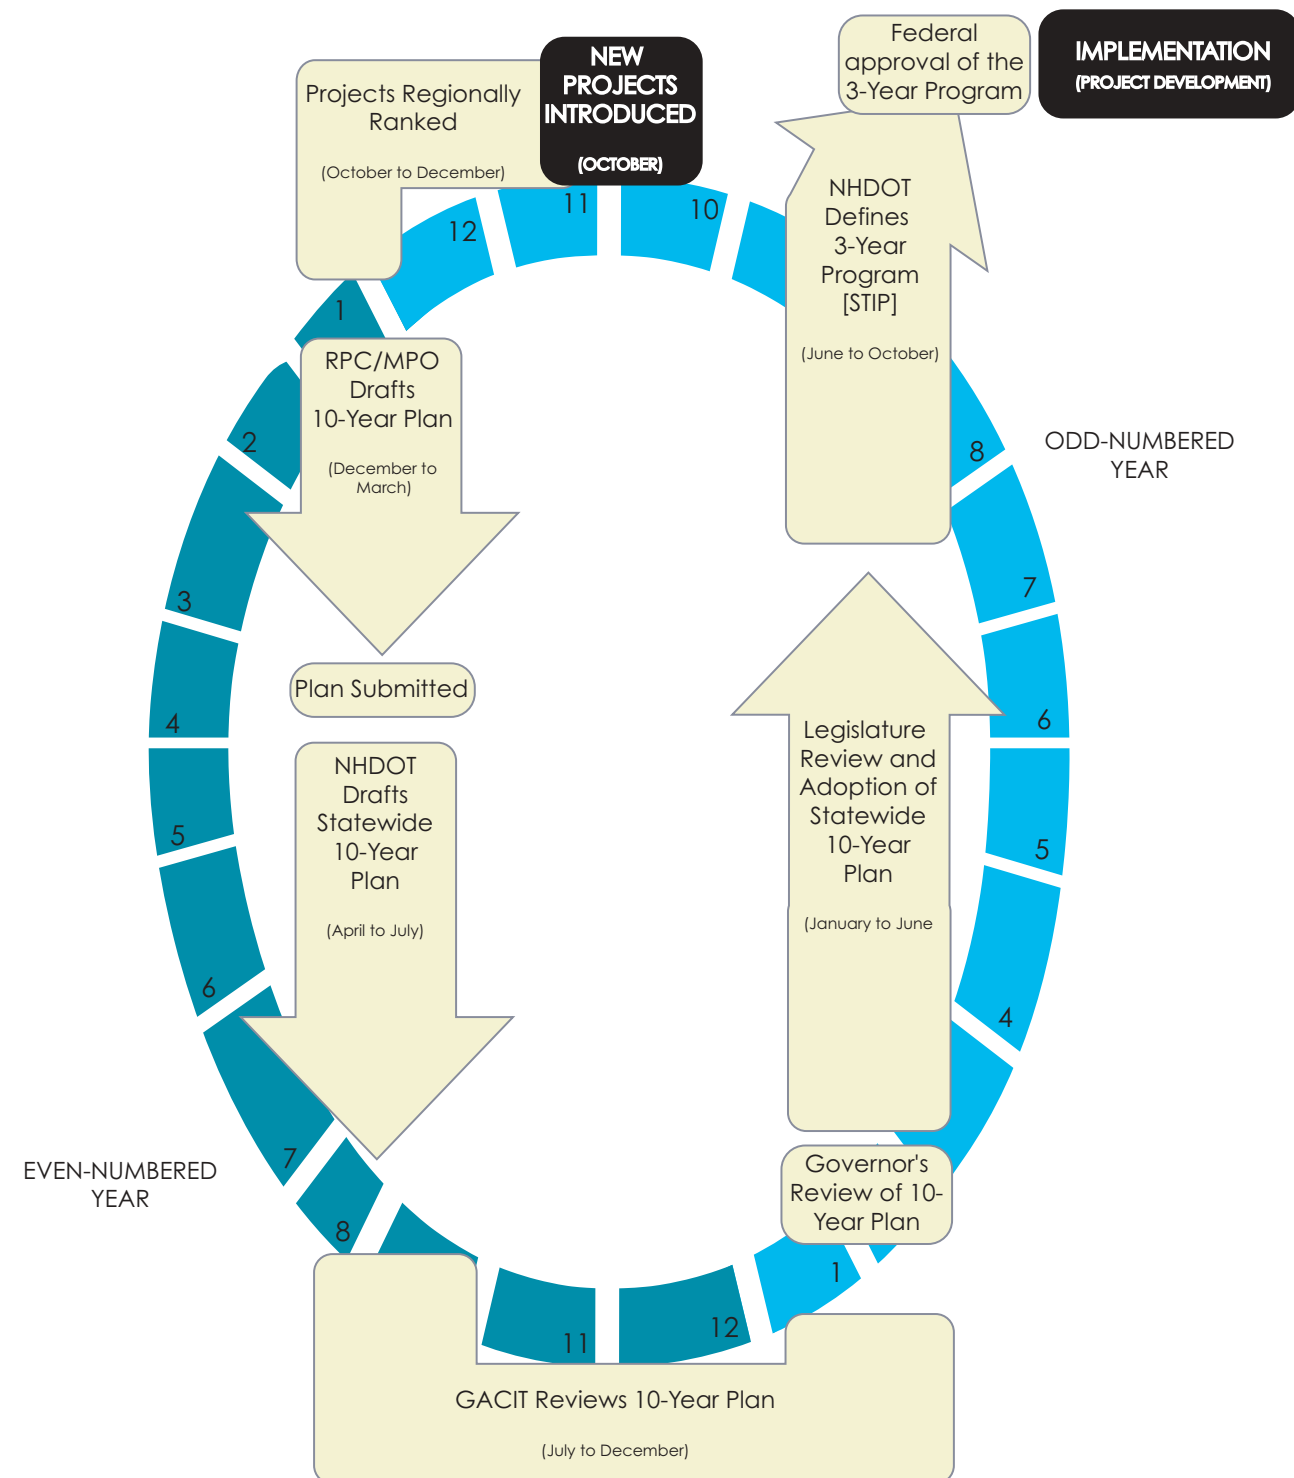 Federal
approval of the
3-Year Program
IMPLEMENTATION
(PROJECT DEVELOPMENT)
NEW
PROJECTS
INTRODUCED
(OCTOBER)
Projects Regionally
Ranked
(October to December)
12
11
10
NHDOT
Defines
3-Year
Program
[STIP]
(June to October)
1
RPC/MPO
Drafts
10-Year Plan
(December to
March)
2
3
4
5
6
7
8
ODD-NUMBERED
YEAR
8
7
6
5
4
Plan Submitted
NHDOT
Drafts
Statewide
10-Year
Plan
(April to July)
Legislature
Review and
Adoption of
Statewide
10-Year
Plan
(January to June
EVEN-NUMBERED
YEAR
Governor's
Review of 10-
Year Plan
1
11
12
GACIT Reviews 10-Year Plan
(July to December)